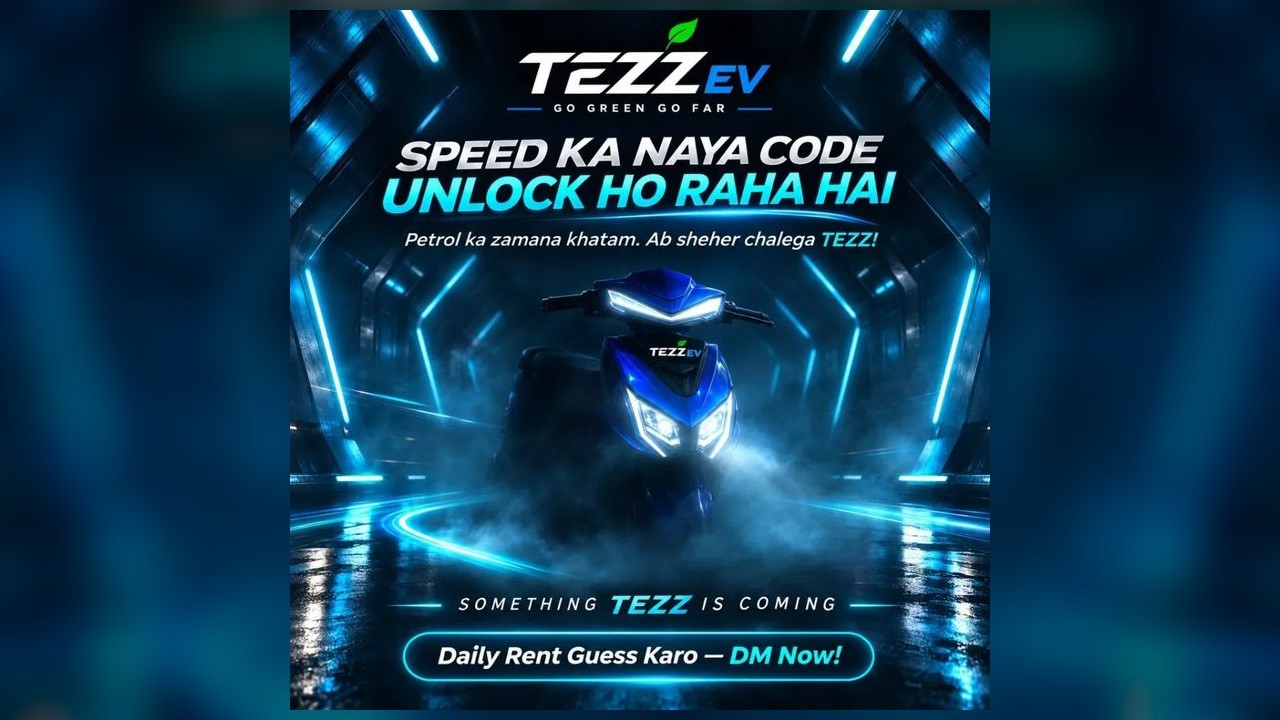 TEZZ EV
GO GREEN GO FAR
SPEED KA NAYA CODE
UNLOCK HO RAHA HAI
Petrol ka zamana khatam. Ab sheher chalega TEZZ!
TEZZ EV
SOMETHING TEZZ IS COMING
Daily Rent Guess Karo — DM Now!